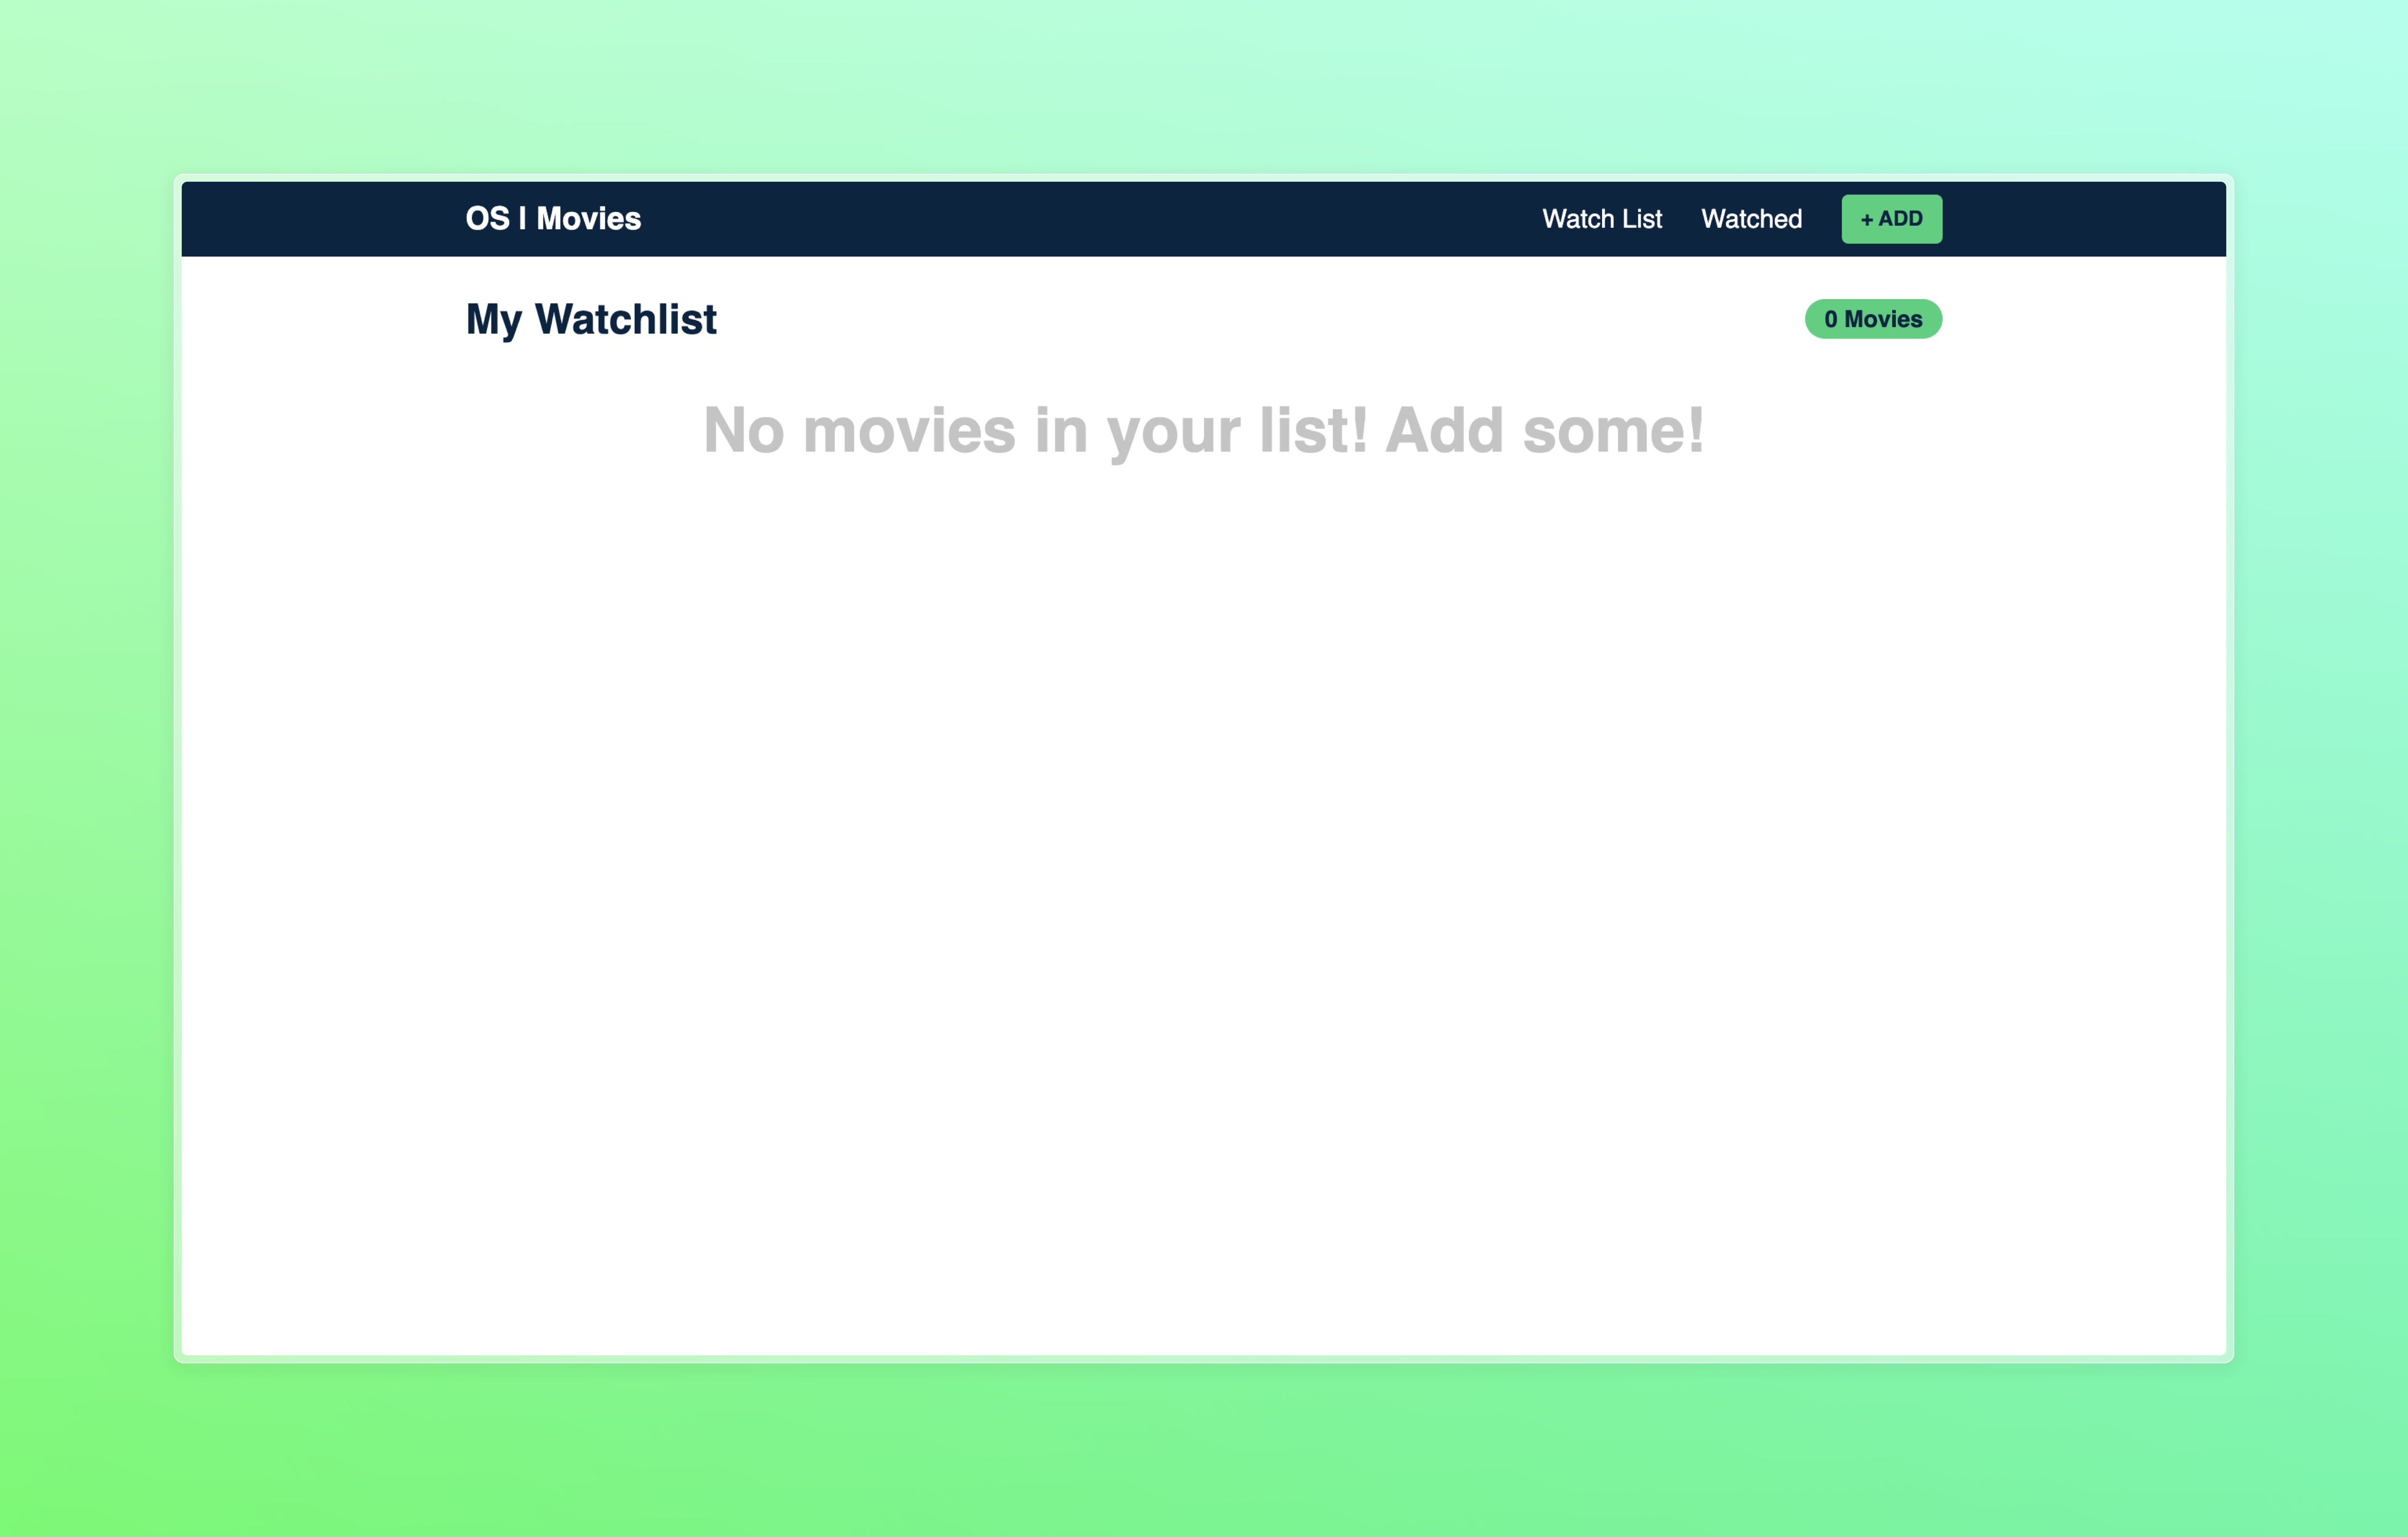 OS | Movies
Watch List
Watched
+ ADD
My Watchlist
0 Movies
No movies in your list! Add some!